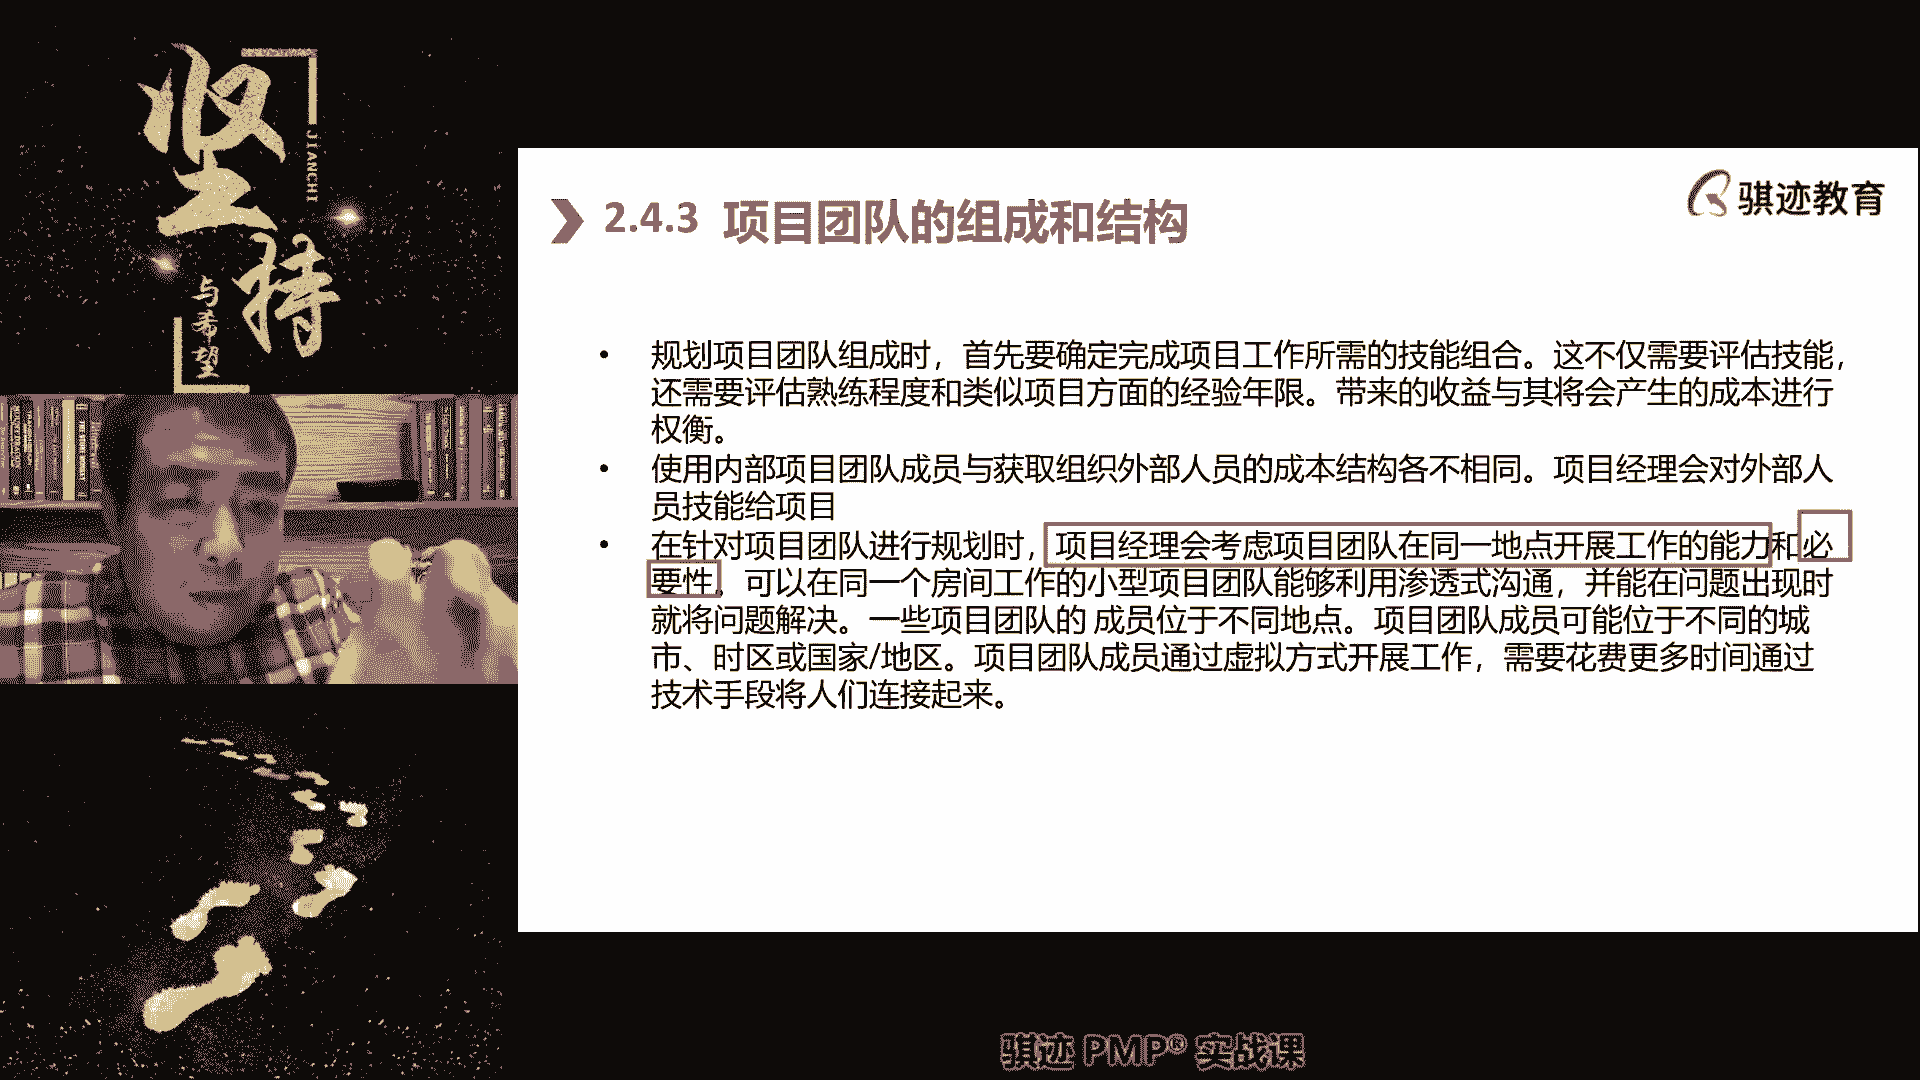 坚持
JIANCHI
与希望
骐迹教育
2.4.3 项目团队的组成和结构
• 规划项目团队组成时，首先要确定完成项目工作所需的技能组合。这不仅需要评估技能，
还需要评估熟练程度和类似项目方面的经验年限。带来的收益与其将会产生的成本进行
权衡。
• 使用内部项目团队成员与获取组织外部人员的成本结构各不相同。项目经理会对外部人
员技能给项目
• 在针对项目团队进行规划时，项目经理会考虑项目团队在同一地点开展工作的能力和必
要性。可以在同一个房间工作的小型项目团队能够利用渗透式沟通，并能在问题出现时
就将问题解决。一些项目团队的 成员位于不同地点。项目团队成员可能位于不同的城
市、时区或国家/地区。项目团队成员通过虚拟方式开展工作，需要花费更多时间通过
技术手段将人们连接起来。
骐迹 PMP® 实战课